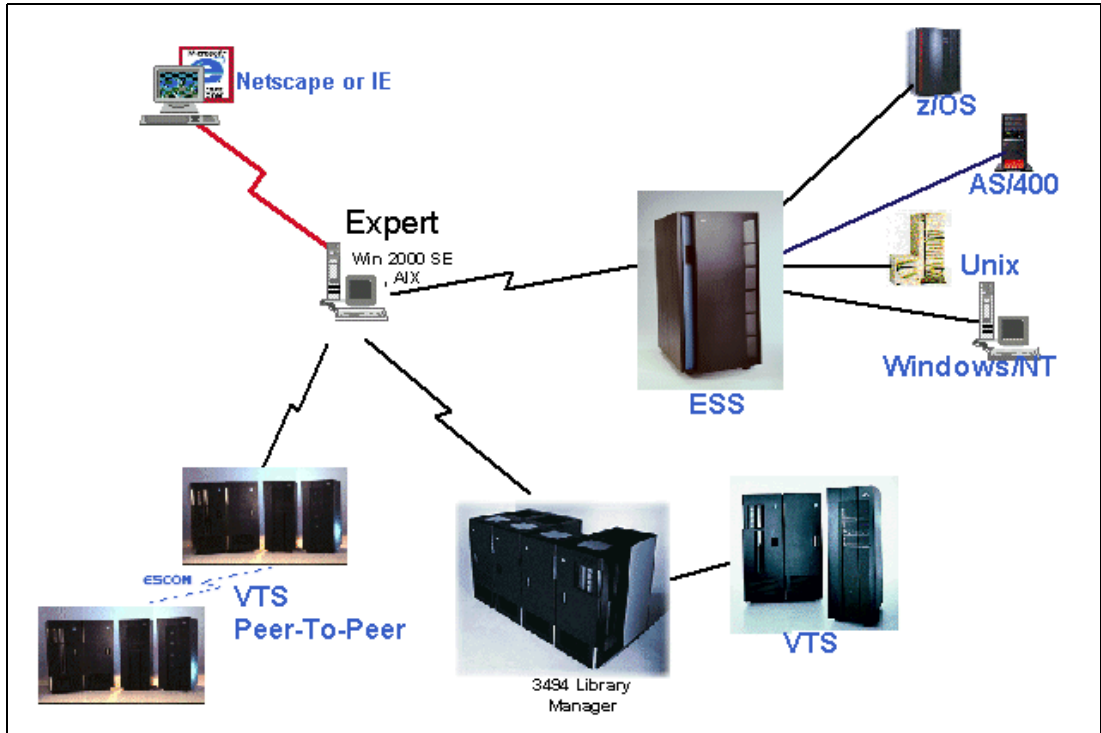 Netscape or IE
z/OS
AS/400
Expert
Win 2000 SE
, AIX
Unix
Windows/NT
ESS
ESCON
VTS
Peer-To-Peer
VTS
3494 Library
Manager